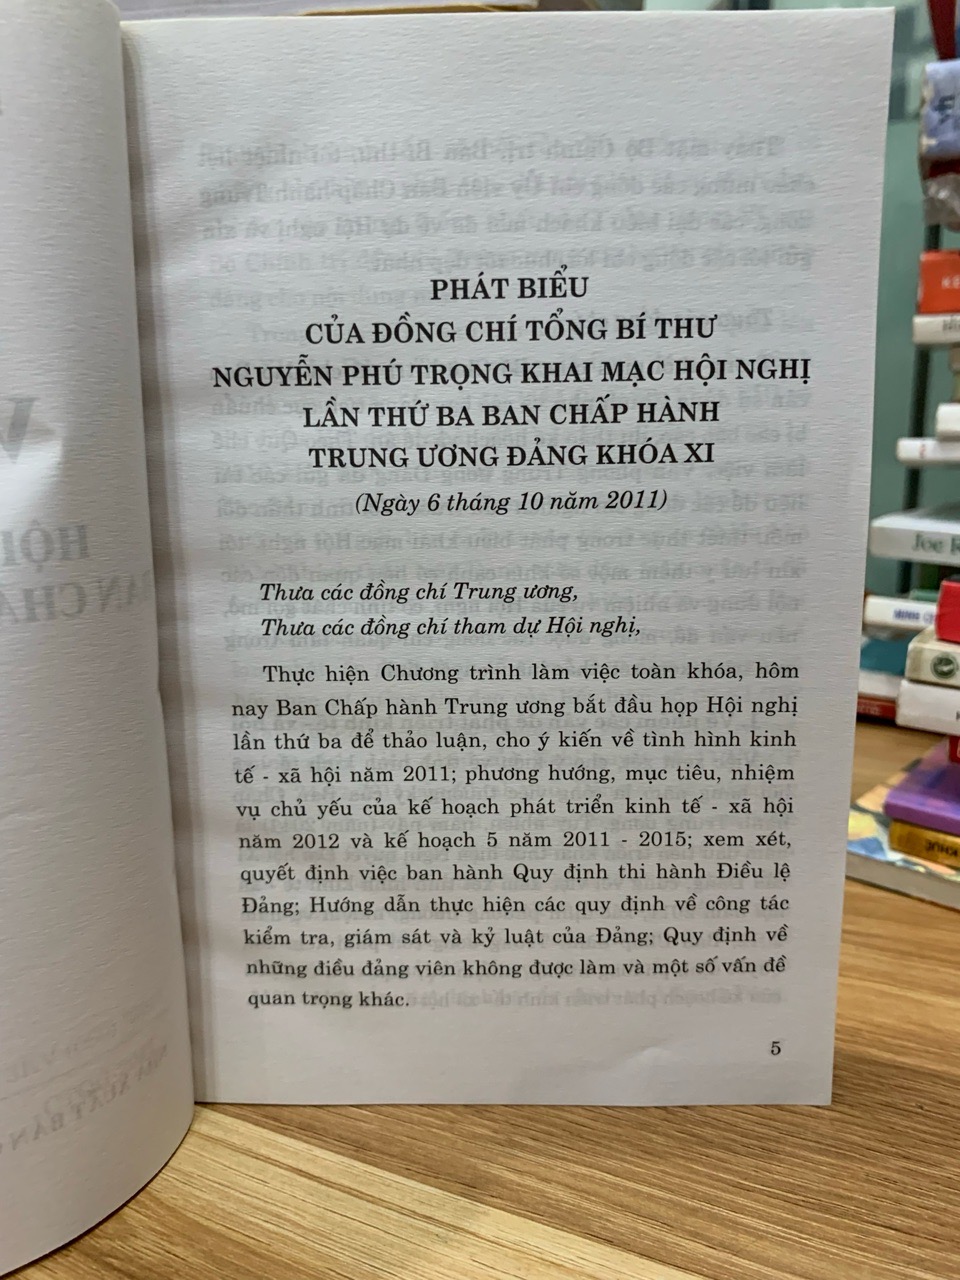 PHÁT BIỂU
CỦA ĐỒNG CHÍ TỔNG BÍ THƯ
NGUYỄN PHÚ TRỌNG KHAI MẠC HỘI NGHỊ
LẦN THỨ BA BAN CHẤP HÀNH
TRUNG ƯƠNG ĐẢNG KHÓA XI
(Ngày 6 tháng 10 năm 2011)
Thưa các đồng chí Trung ương,
Thưa các đồng chí tham dự Hội nghị,
Thực hiện Chương trình làm việc toàn khóa, hôm
nay Ban Chấp hành Trung ương bắt đầu họp Hội nghị
lần thứ ba để thảo luận, cho ý kiến về tình hình kinh
tế - xã hội năm 2011; phương hướng, mục tiêu, nhiệm
vụ chủ yếu của kế hoạch phát triển kinh tế - xã hội
năm 2012 và kế hoạch 5 năm 2011 - 2015; xem xét,
quyết định việc ban hành Quy định thi hành Điều lệ
Đảng; Hướng dẫn thực hiện các quy định về công tác
kiểm tra, giám sát và kỷ luật của Đảng; Quy định về
những điều đảng viên không được làm và một số vấn đề
quan trọng khác.
5
Joe